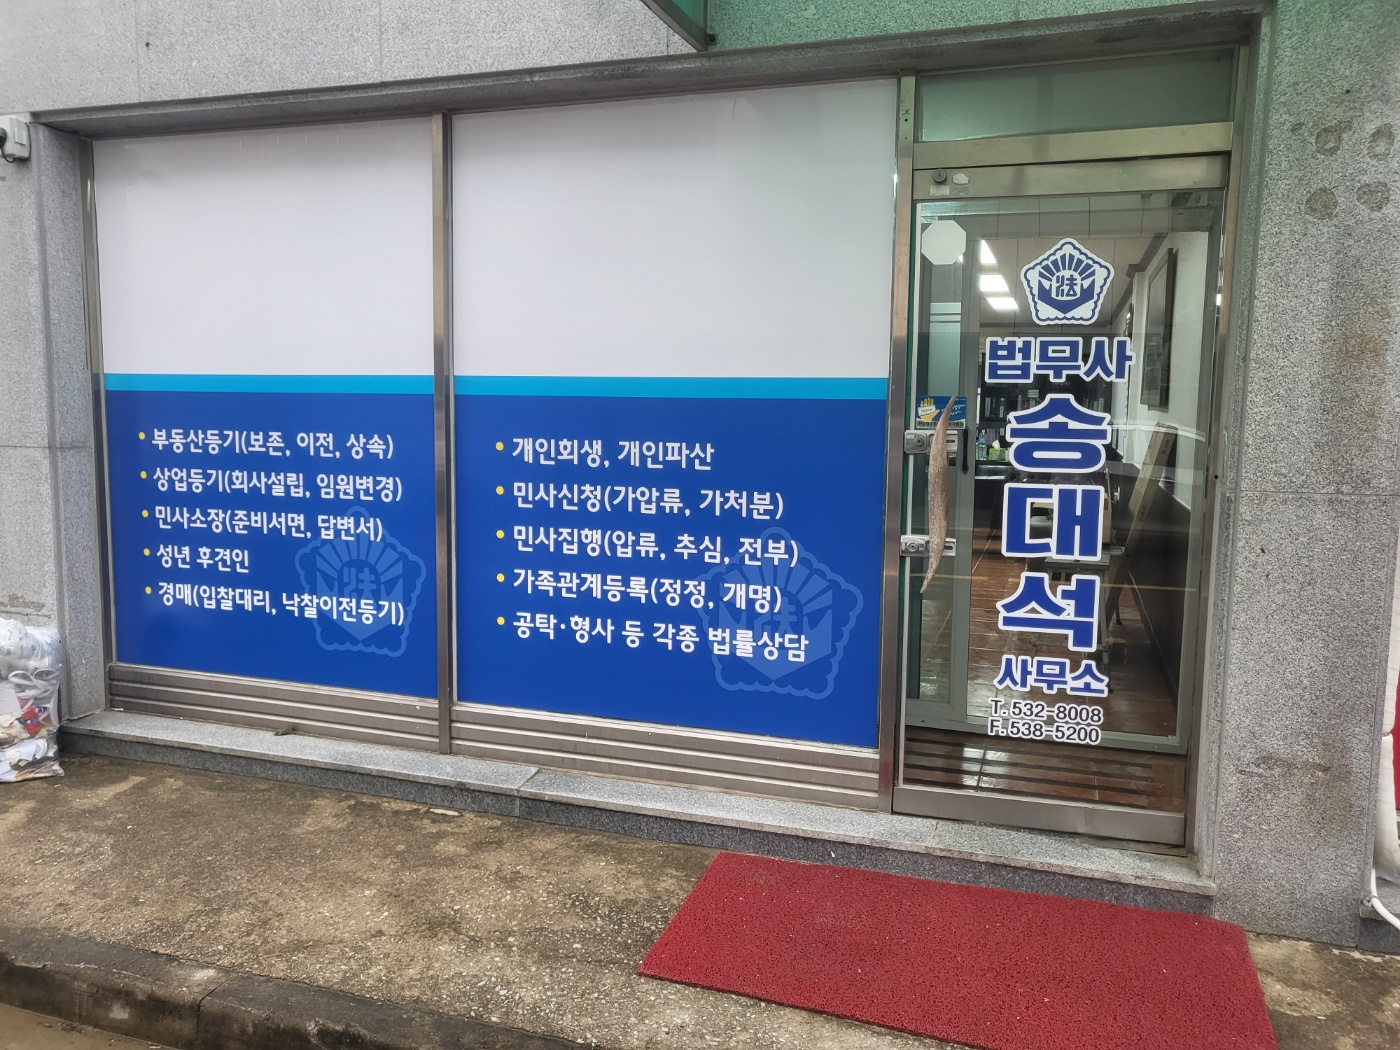 부동산등기(보존, 이전, 상속)
상업등기(회사설립, 임원변경)
민사소장(준비서면, 답변서)
성년 후견인
경매(입찰대리, 낙찰이전등기)
개인회생, 개인파산
민사신청(가압류, 가처분)
민사집행(압류, 추심, 전부)
가족관계등록(정정, 개명)
공탁·형사 등 각종 법률상담
法
법무사
송
대
석
사무소
T.532-8008
F.538-5200